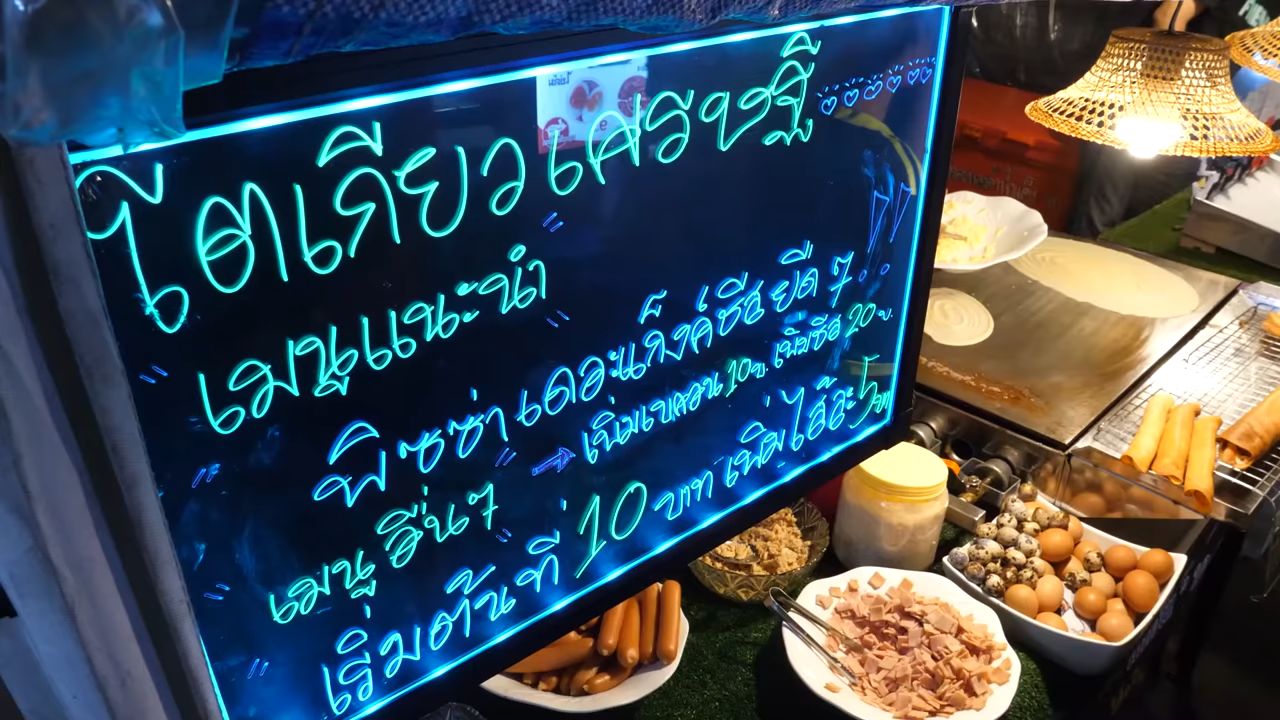 โตเกียวเศรษฐี
เมนูแนะนำ
พิซซ่าเดอะเก็งค์ชีสยืดๆ!!
→ เพิ่มเบคอน 10บ. เพิ่มชีส 20 บ.
เมนูอื่นๆ
เริ่มต้นที่ 10 บาท เพิ่มไส้ละ 5 บาท